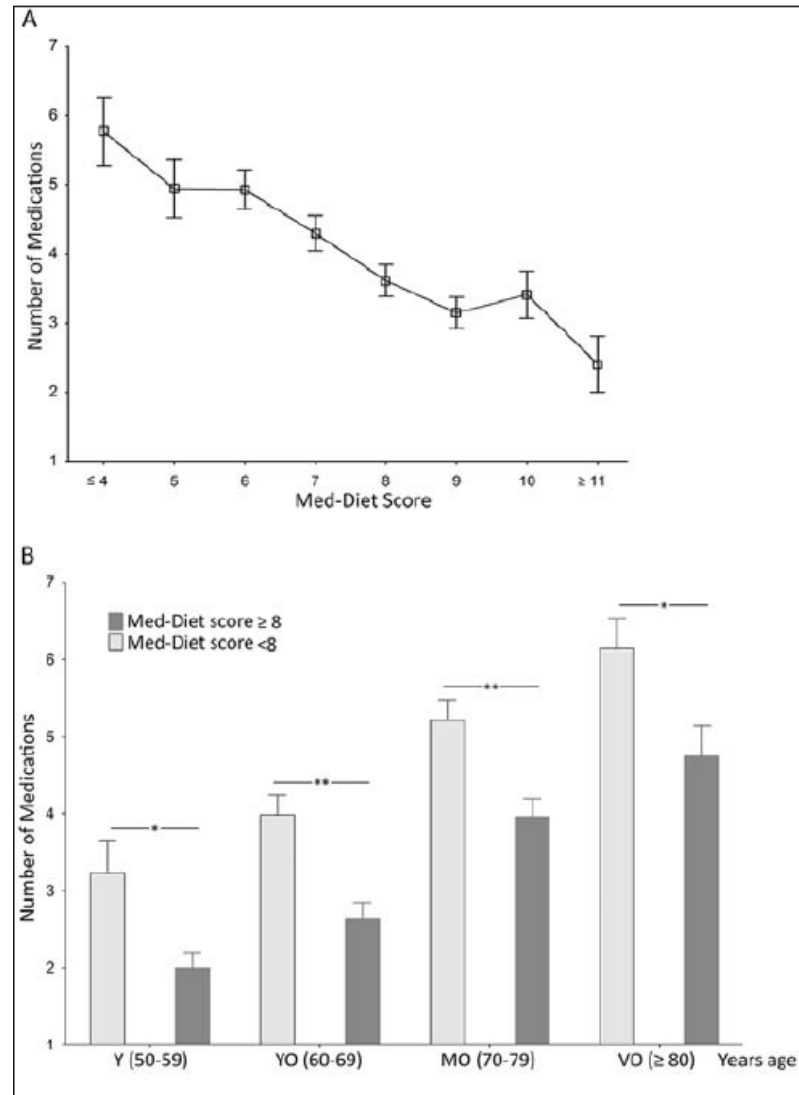 A
7
6
5
4
3
2
1
Number of Medications
≤ 4 5 6 7 8 9 10 ≥ 11
Med-Diet Score
B
7
6
5
4
3
2
1
Number of Medications
Med-Diet score ≥ 8
Med-Diet score <8
*
**
**
*
Y (50-59) YO (60-69) MO (70-79) VO (≥ 80) Years age